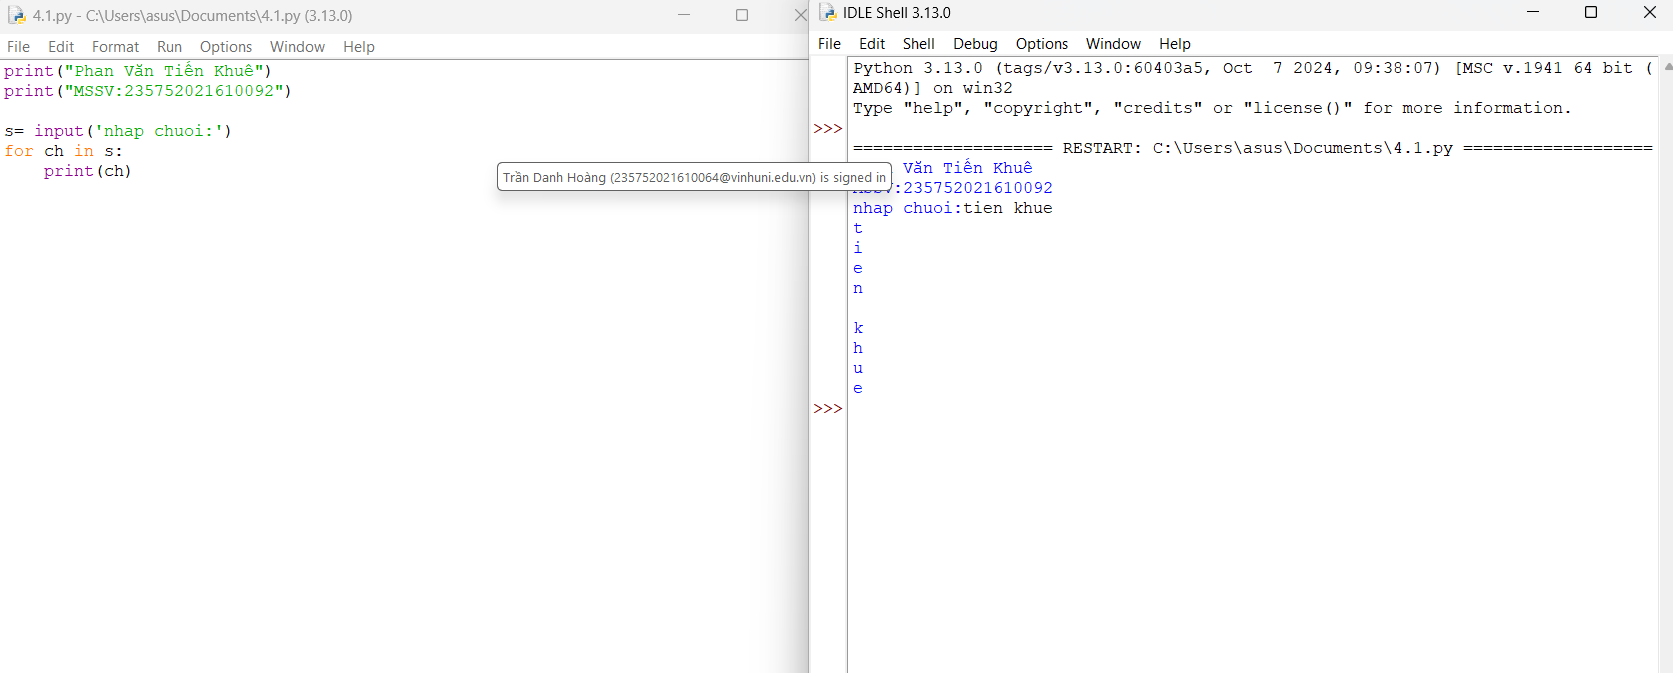 4.1.py - C:\Users\asus\Documents\4.1.py (3.13.0)
File Edit Format Run Options Window Help
print("Phan Văn Tiến Khuê")
print("MSSV:235752021610092")
s= input('nhap chuoi:')
for ch in s:
    print(ch)
Trần Danh Hoàng (235752021610064@vinhuni.edu.vn) is signed in
IDLE Shell 3.13.0
File Edit Shell Debug Options Window Help
Python 3.13.0 (tags/v3.13.0:60403a5, Oct  7 2024, 09:38:07) [MSC v.1941 64 bit (
AMD64)] on win32
Type "help", "copyright", "credits" or "license()" for more information.
>>>
==================== RESTART: C:\Users\asus\Documents\4.1.py ===================
Văn Tiến Khuê
:235752021610092
nhap chuoi:tien khue
t
i
e
n
k
h
u
e
>>>